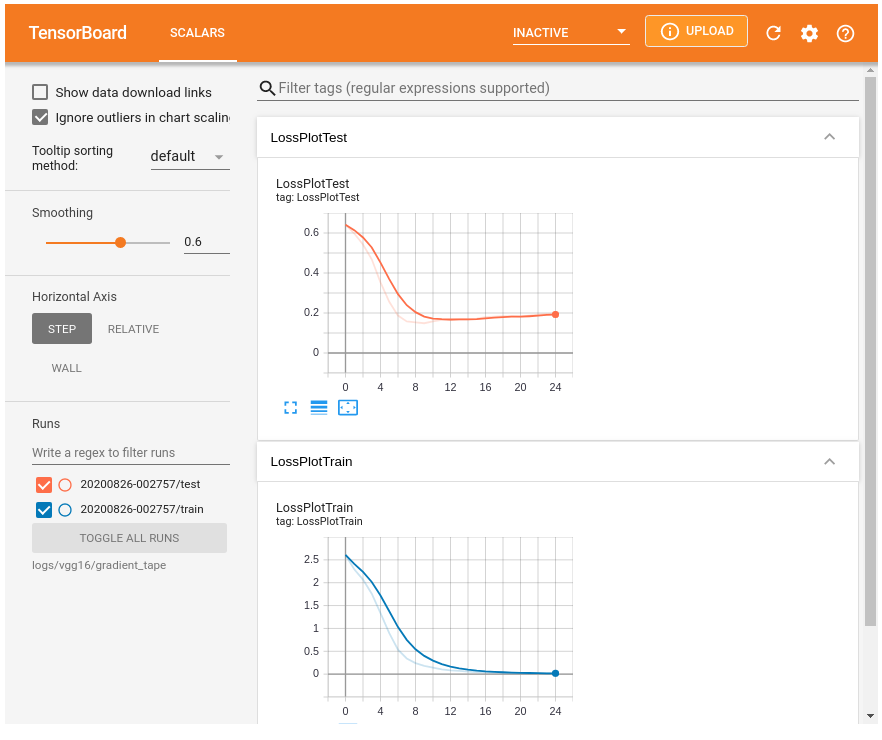 TensorBoard
SCALARS
INACTIVE
UPLOAD
Show data download links
Ignore outliers in chart scalin
Tooltip sorting
method:
default
Smoothing
0.6
Horizontal Axis
STEP
RELATIVE
WALL
Runs
Write a regex to filter runs
20200826-002757/test
20200826-002757/train
TOGGLE ALL RUNS
logs/vgg16/gradient_tape
Filter tags (regular expressions supported)
LossPlotTest
LossPlotTest
tag: LossPlotTest
0.6
0.4
0.2
0
0 4 8 12 16 20 24
LossPlotTrain
LossPlotTrain
tag: LossPlotTrain
2.5
2
1.5
1
0.5
0
0 4 8 12 16 20 24